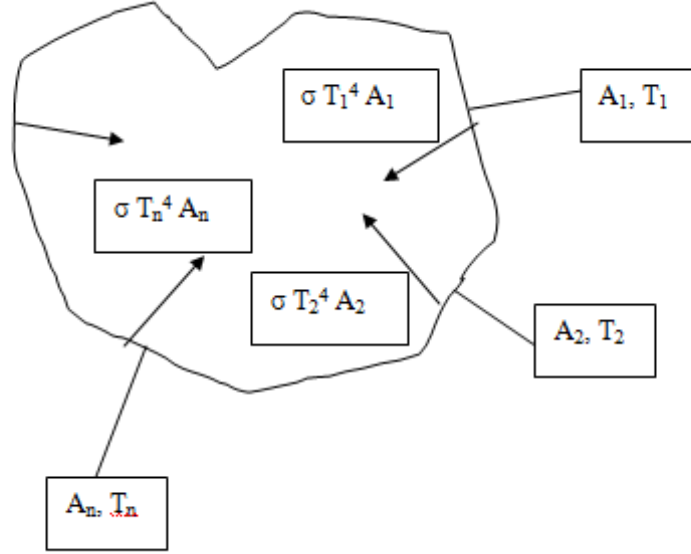 σ T₁⁴ A₁
A₁, T₁
σ Tₙ⁴ Aₙ
σ T₂⁴ A₂
A₂, T₂
Aₙ, Tₙ